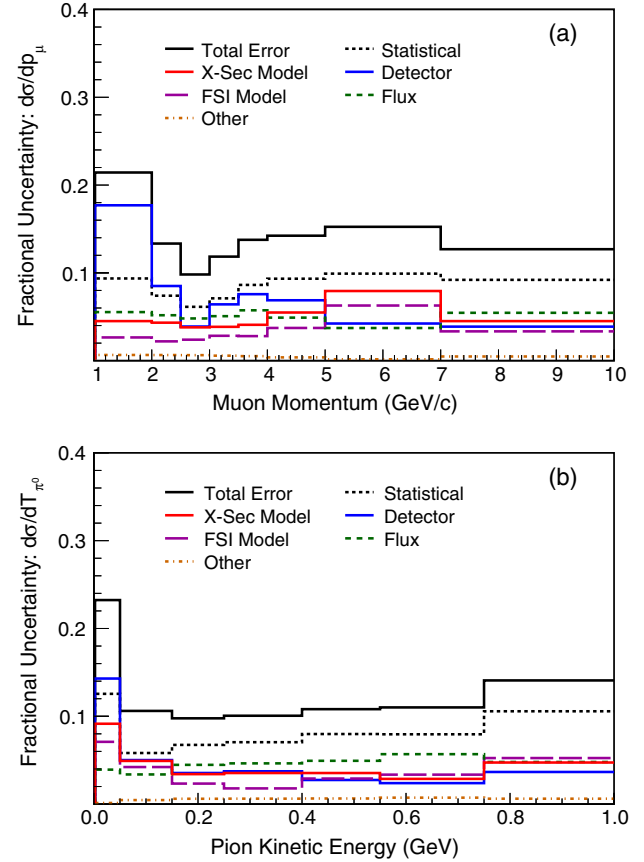 0.4
(a)
Total Error
Statistical
X-Sec Model
Detector
0.3
FSI Model
Flux
Other
0.2
0.1
Fractional Uncertainty: dσ/dpμ
1 2 3 4 5 6 7 8 9 10
Muon Momentum (GeV/c)
0.4
(b)
Total Error
Statistical
X-Sec Model
Detector
0.3
FSI Model
Flux
Other
0.2
0.1
Fractional Uncertainty: dσ/dTπ0
0.0 0.2 0.4 0.6 0.8 1.0
Pion Kinetic Energy (GeV)